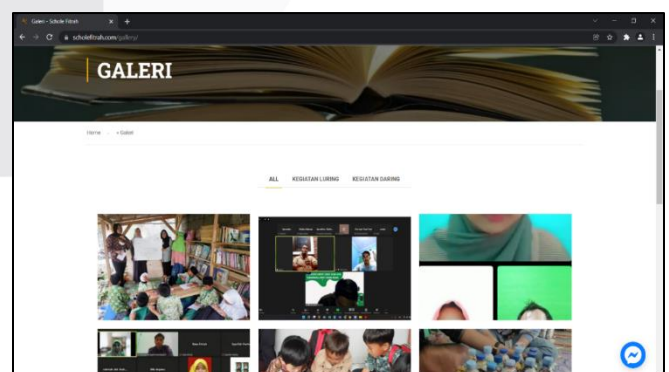 Galeri - Schole Fitrah
scholefitrah.com/gallery/
GALERI
Home
Galeri
ALL KEGIATAN LURING KEGIATAN DARING